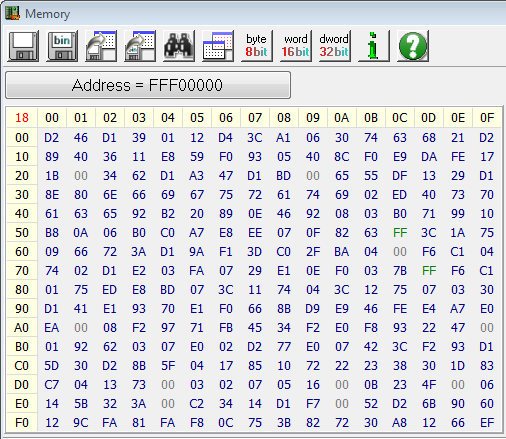 Memory
bin byte 8bit word 16bit dword 32bit i ?
Address = FFF00000
18 00 01 02 03 04 05 06 07 08 09 0A 0B 0C 0D 0E 0F
00 D2 46 D1 39 01 12 D4 3C A1 06 30 74 63 68 21 D2
10 89 40 36 11 E8 59 F0 93 05 40 8C F0 E9 DA FE 17
20 1B 00 34 62 D1 A3 47 D1 BD 00 65 55 DF 13 29 D1
30 8E 80 6E 66 69 67 75 72 61 74 69 02 ED 40 73 70
40 61 63 65 92 B2 20 89 0E 46 92 08 03 B0 71 99 10
50 B8 0A 06 B0 C0 A7 E8 EE 07 0F 82 63 FF 3C 1A 75
60 09 66 72 3A D1 9A F1 3D C0 2F BA 04 00 F6 C1 04
70 74 02 D1 E2 03 FA 07 29 E1 0E F0 03 7B FF F6 C1
80 01 75 ED E8 BD 07 3C 11 74 04 3C 12 75 07 03 30
90 D1 41 E1 93 70 E1 F0 66 8B D9 E9 46 FE E4 A7 E0
A0 EA 00 08 F2 97 71 FB 45 34 F2 E0 F8 93 22 47 00
B0 01 92 62 03 07 E0 02 D2 77 E0 07 42 3C F2 93 D1
C0 5D 30 D2 8B 5F 04 17 85 10 72 22 23 38 30 1D 83
D0 C7 04 13 73 00 03 02 07 05 16 00 0B 23 4F 00 06
E0 14 5B 32 3A 00 C2 34 14 D1 F7 00 52 D2 6B 90 60
F0 12 9C FA 81 FA F8 0C 75 3B 82 72 30 A8 12 66 EF